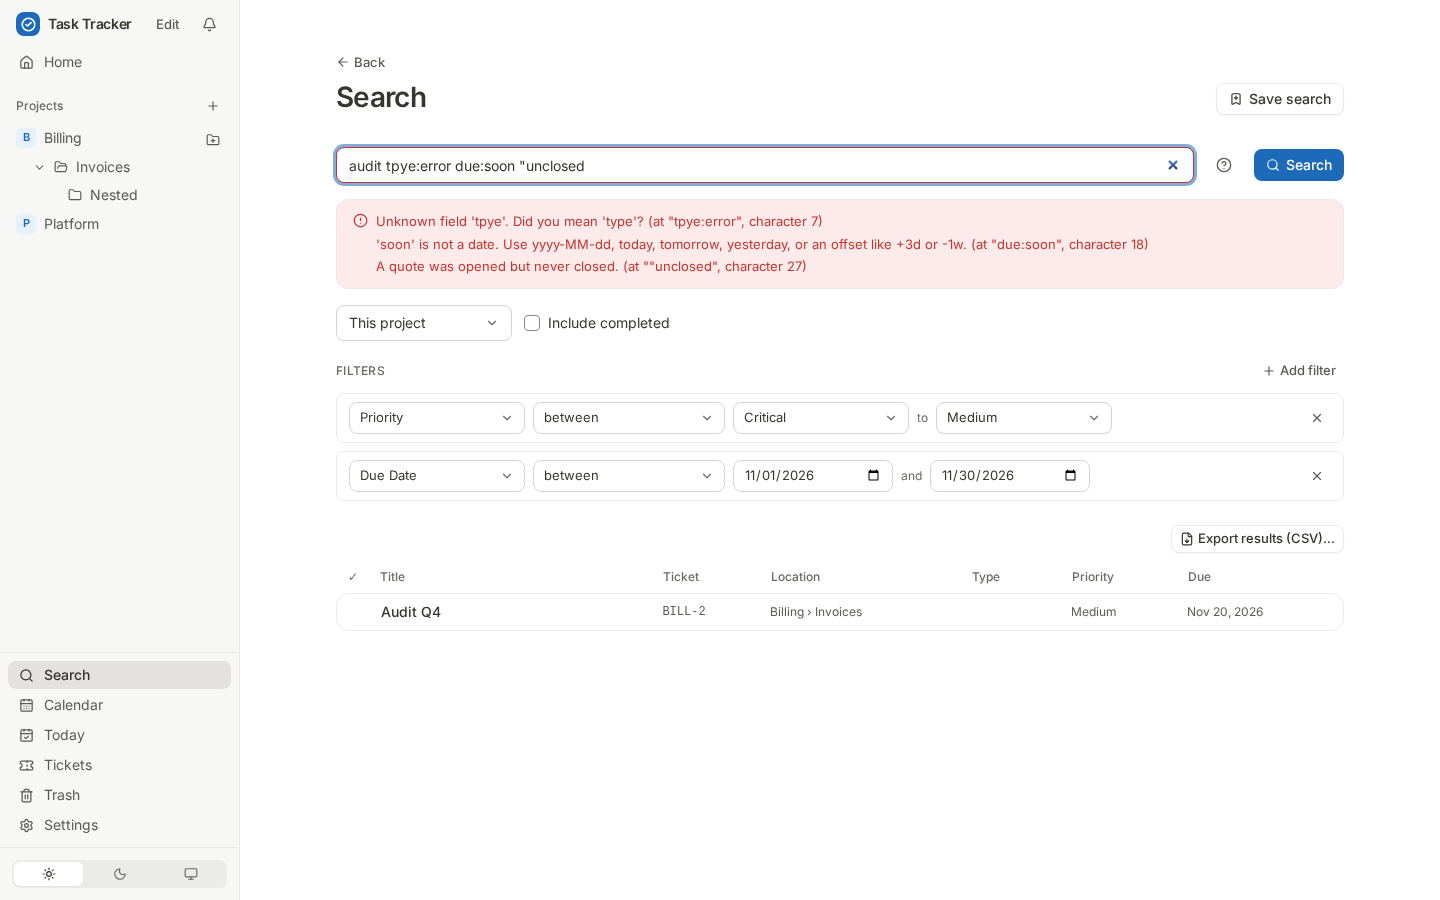 Task Tracker Edit
Home
Projects
B Billing
Invoices
Nested
P Platform
Search
Calendar
Today
Tickets
Trash
Settings
Back
Search
Save search
audit tpye:error due:soon "unclosed
Search
Unknown field 'tpye'. Did you mean 'type'? (at "tpye:error", character 7)
'soon' is not a date. Use yyyy-MM-dd, today, tomorrow, yesterday, or an offset like +3d or -1w. (at "due:soon", character 18)
A quote was opened but never closed. (at ""unclosed", character 27)
This project Include completed
FILTERS Add filter
Priority between Critical to Medium
Due Date between 11/01/2026 and 11/30/2026
Export results (CSV)...
✓ Title Ticket Location Type Priority Due
Audit Q4 BILL-2 Billing › Invoices Medium Nov 20, 2026